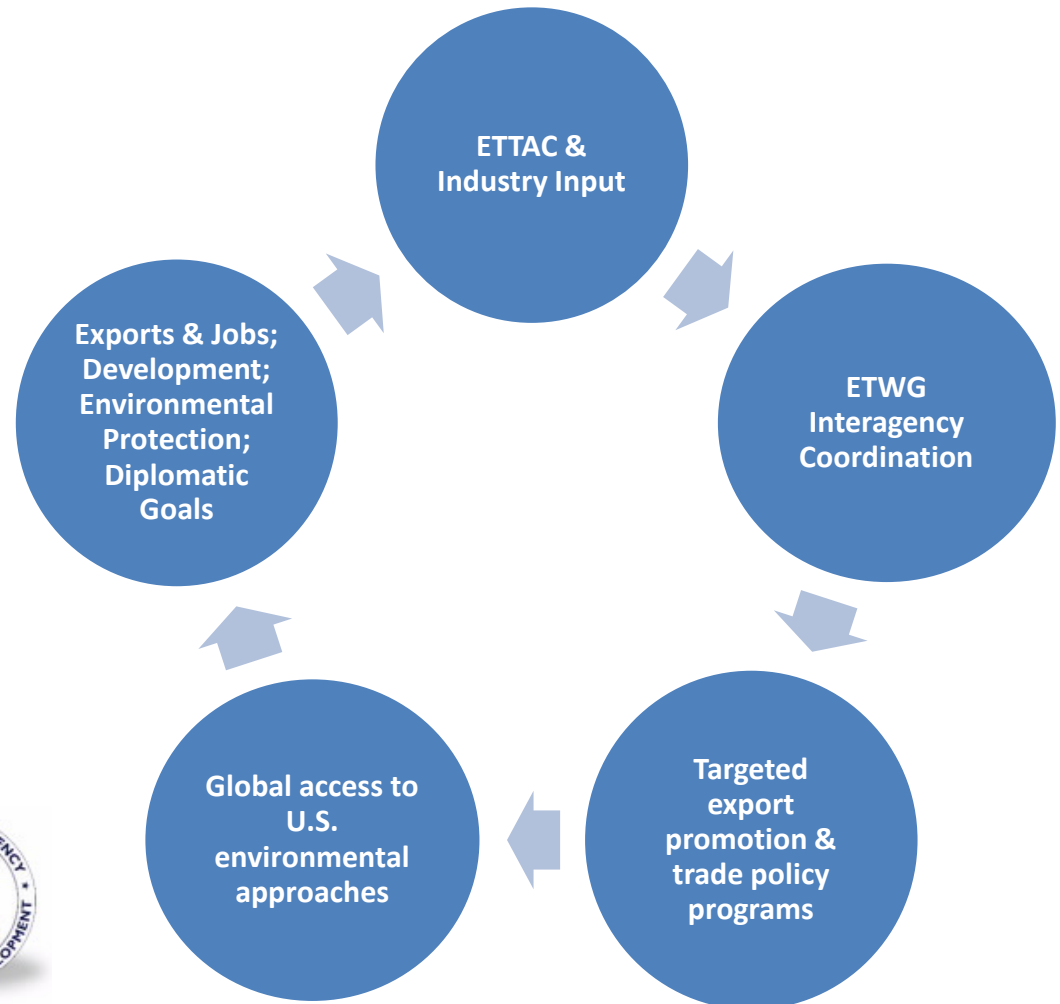 ETTAC &
Industry Input
ETWG
Interagency
Coordination
Targeted
export
promotion &
trade policy
programs
Global access to
U.S.
environmental
approaches
Exports & Jobs;
Development;
Environmental
Protection;
Diplomatic
Goals